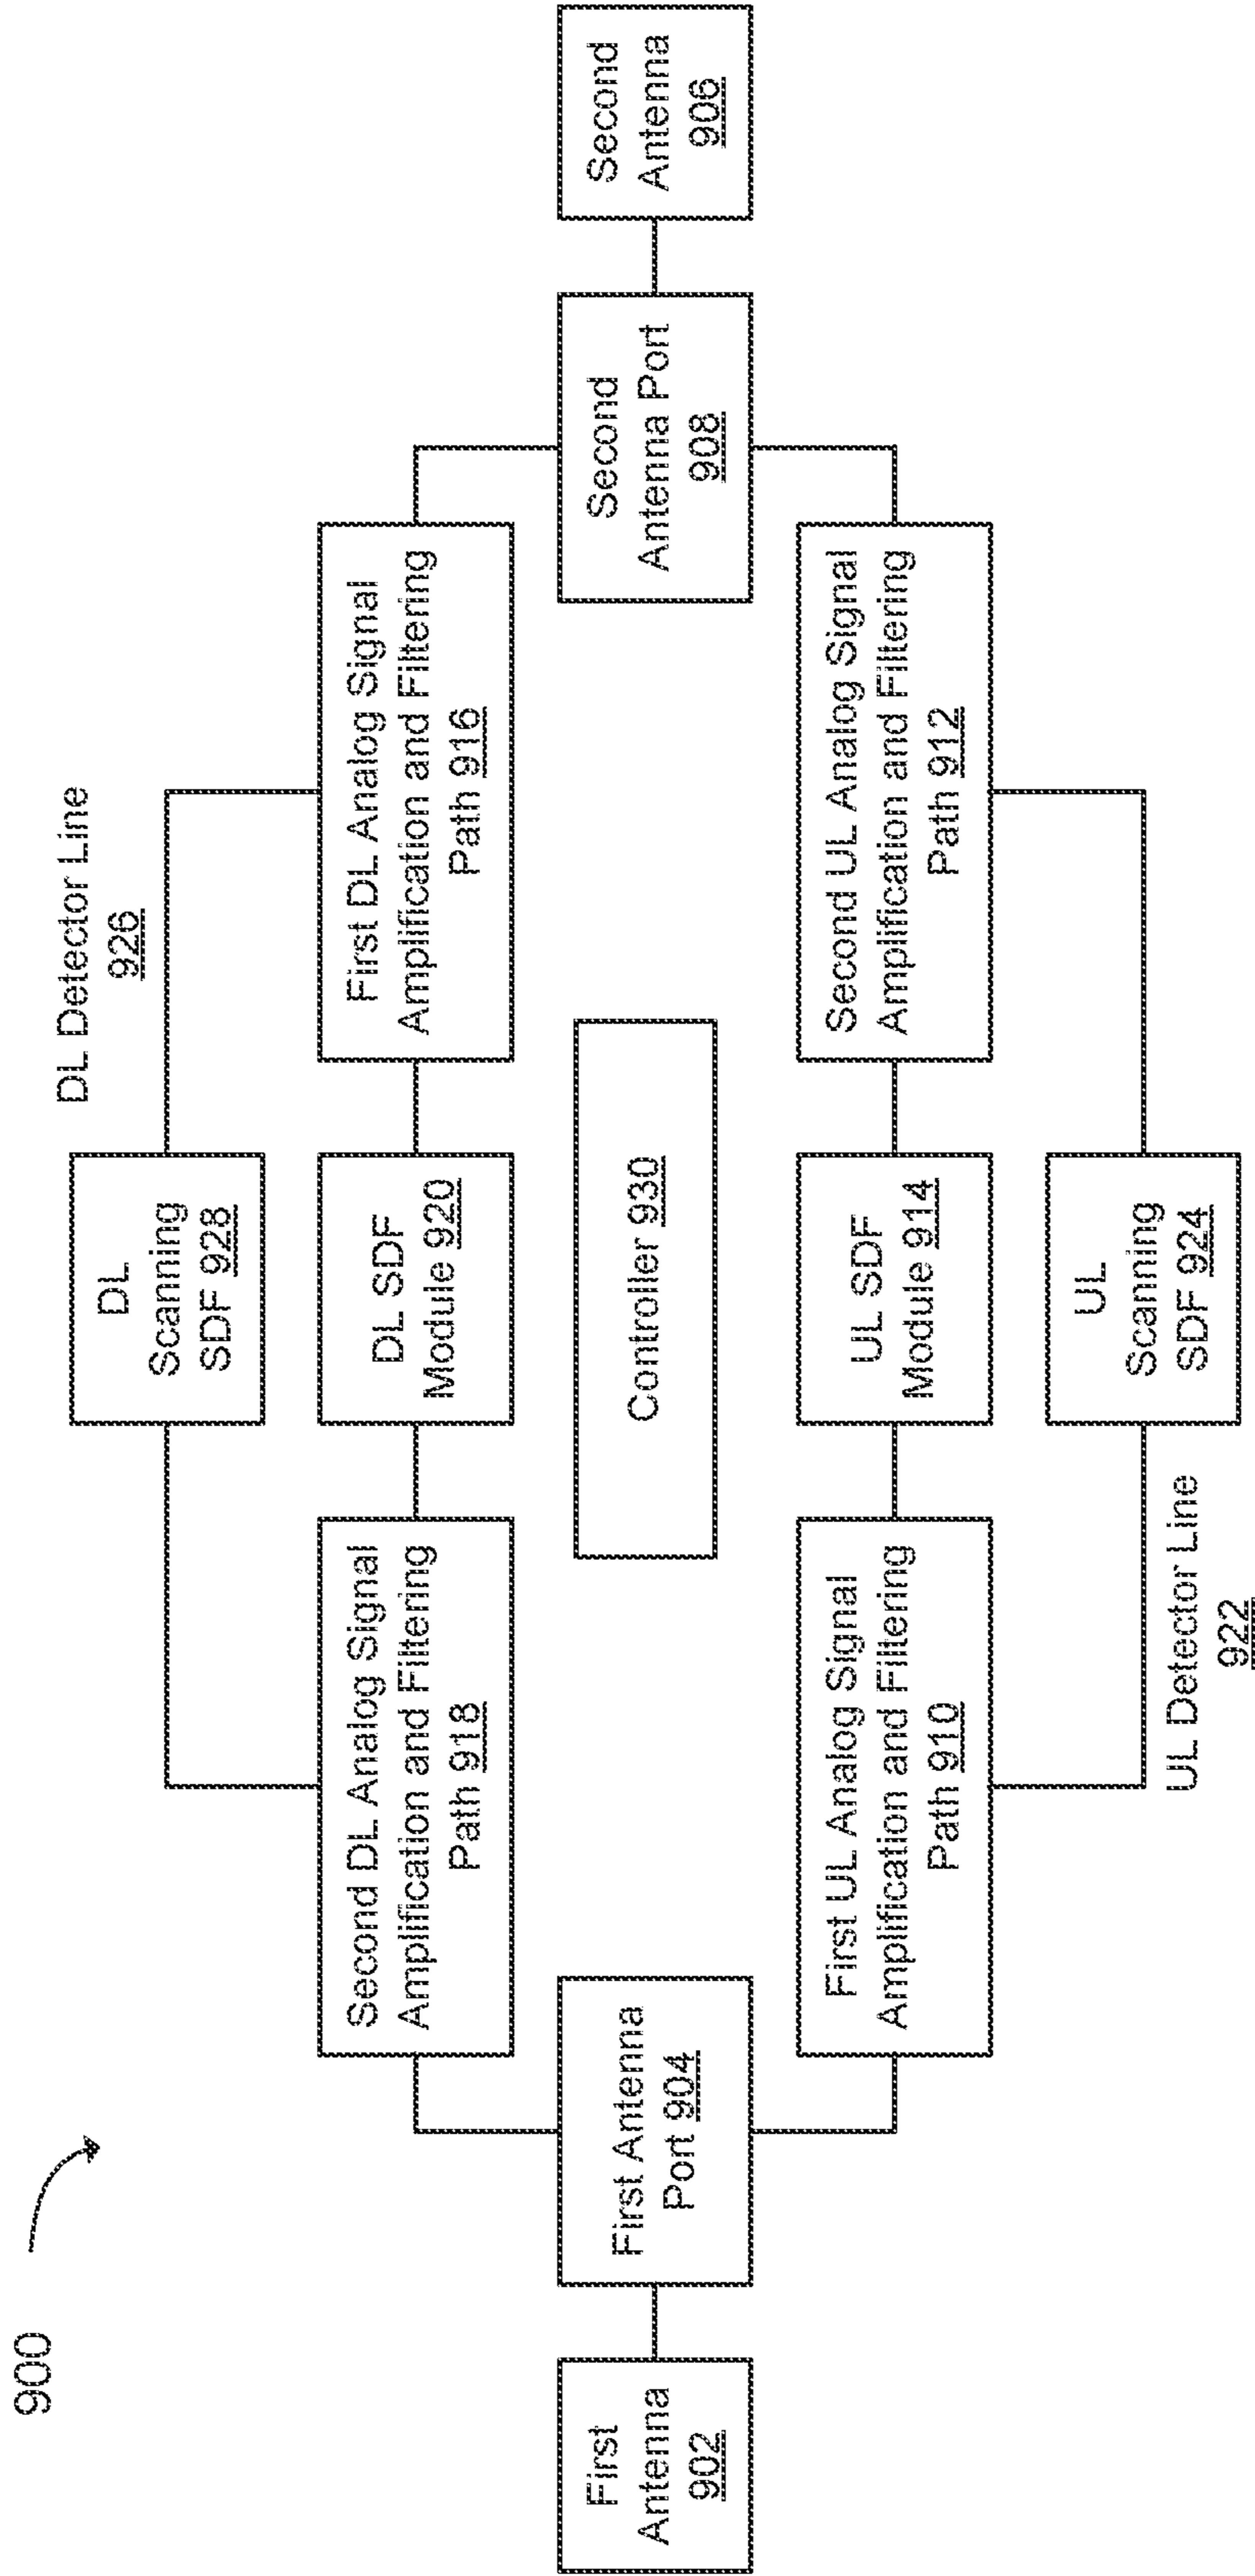 900
DL Detector Line
926
DL
Scanning
SDF 928
Second DL Analog Signal
Amplification and Filtering
Path 918
DL SDF
Module 920
First DL Analog Signal
Amplification and Filtering
Path 916
First
Antenna
902
First Antenna
Port 904
Controller 930
Second
Antenna Port
908
Second
Antenna
906
First UL Analog Signal
Amplification and Filtering
Path 910
UL SDF
Module 914
Second UL Analog Signal
Amplification and Filtering
Path 912
UL
Scanning
SDF 924
UL Detector Line
922